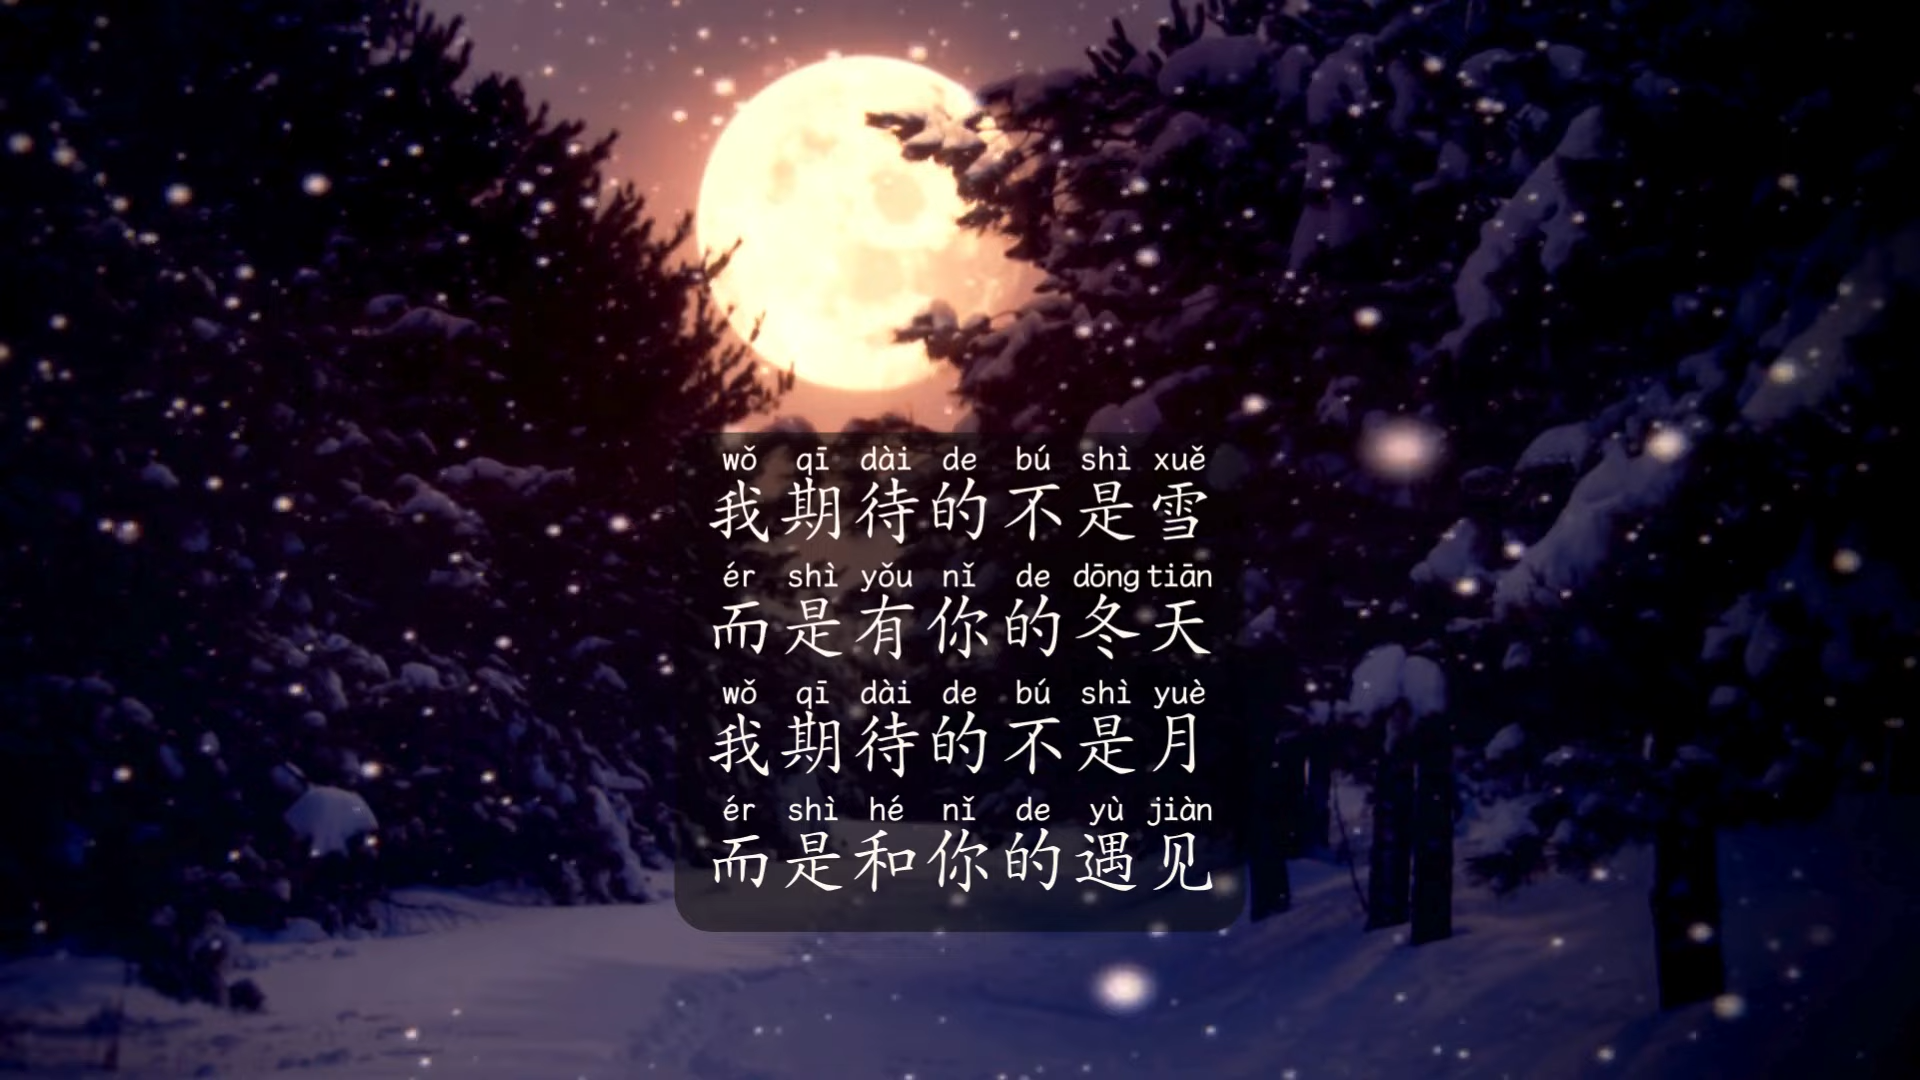 wǒ qī dài de bú shì xuě
我期待的不是雪
ér shì yǒu nǐ de dōng tiān
而是有你的冬天
wǒ qī dài de bú shì yuè
我期待的不是月
ér shì hé nǐ de yù jiàn
而是和你的遇见